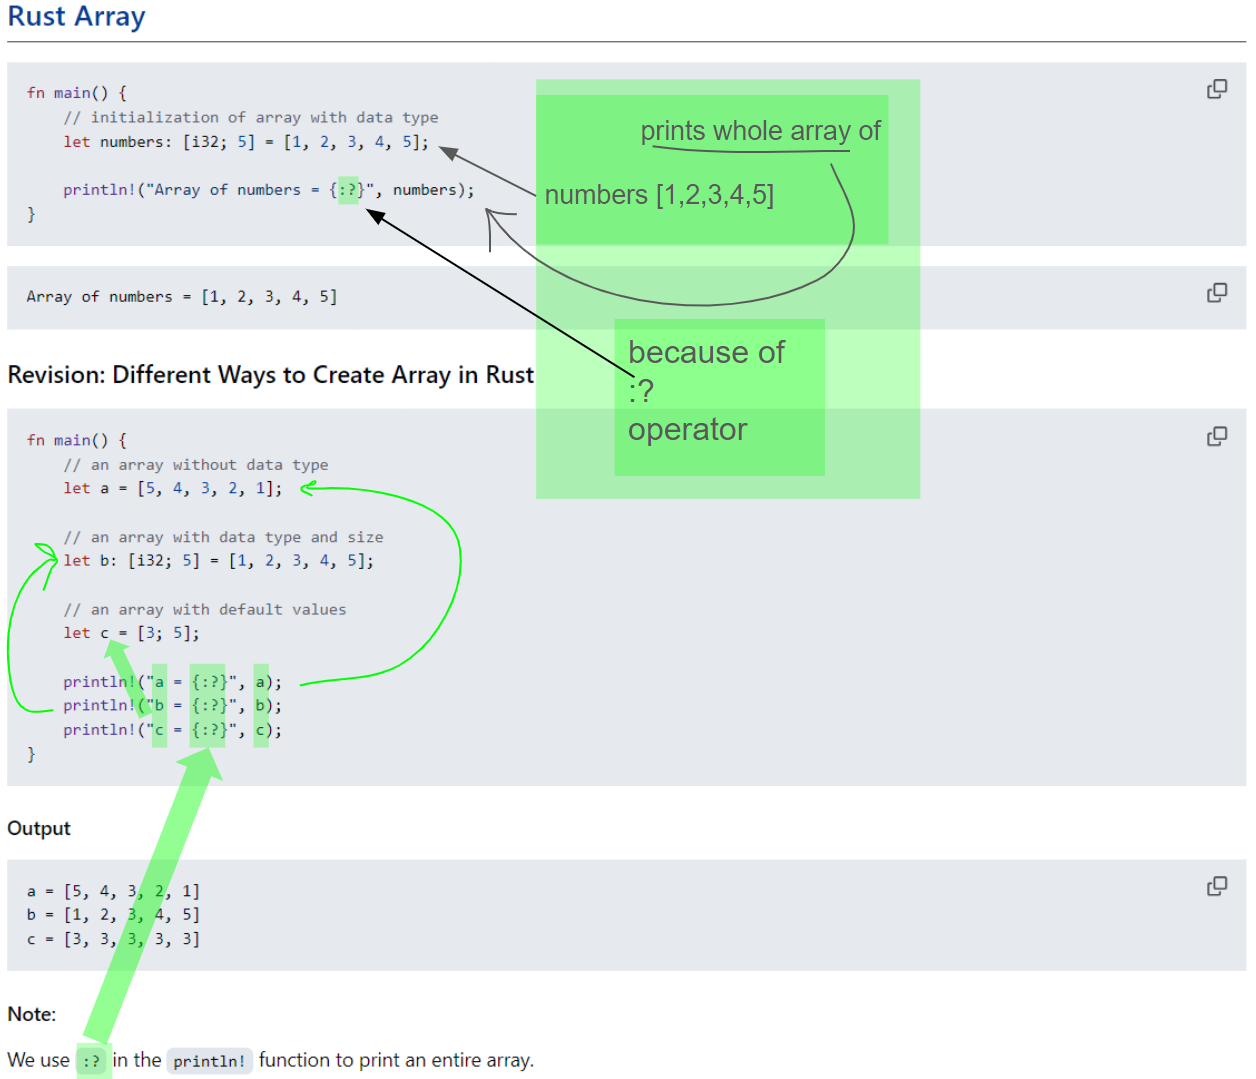 Rust Array
fn main() {
// initialization of array with data type
let numbers: [i32; 5] = [1, 2, 3, 4, 5];
println!("Array of numbers = {:?}", numbers);
}
prints whole array of
numbers [1,2,3,4,5]
Array of numbers = [1, 2, 3, 4, 5]
because of
:?
operator
Revision: Different Ways to Create Array in Rust
fn main() {
// an array without data type
let a = [5, 4, 3, 2, 1];
// an array with data type and size
let b: [i32; 5] = [1, 2, 3, 4, 5];
// an array with default values
let c = [3; 5];
println!("a = {:?}", a);
println!("b = {:?}", b);
println!("c = {:?}", c);
}
Output
a = [5, 4, 3, 2, 1]
b = [1, 2, 3, 4, 5]
c = [3, 3, 3, 3, 3]
Note:
We use :? in the println! function to print an entire array.